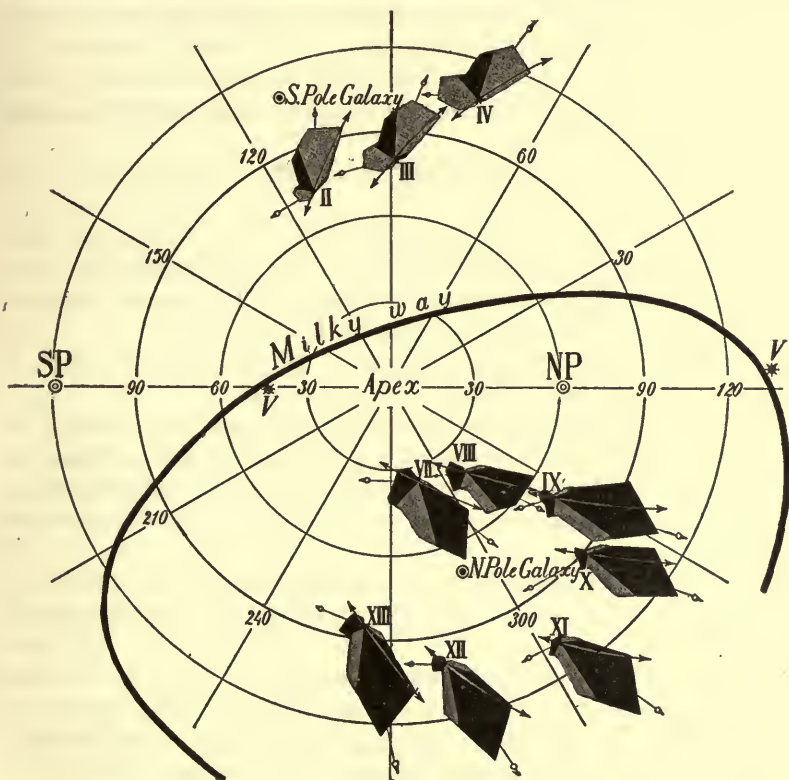 IV
S. Pole Galaxy
120
III
60
II
150
30
Milky way
SP
90
V
30
Apex
30
NP
90
120
V
VII
VIII
IX
210
N. Pole Galaxy
X
240
XIII
300
XII
XI